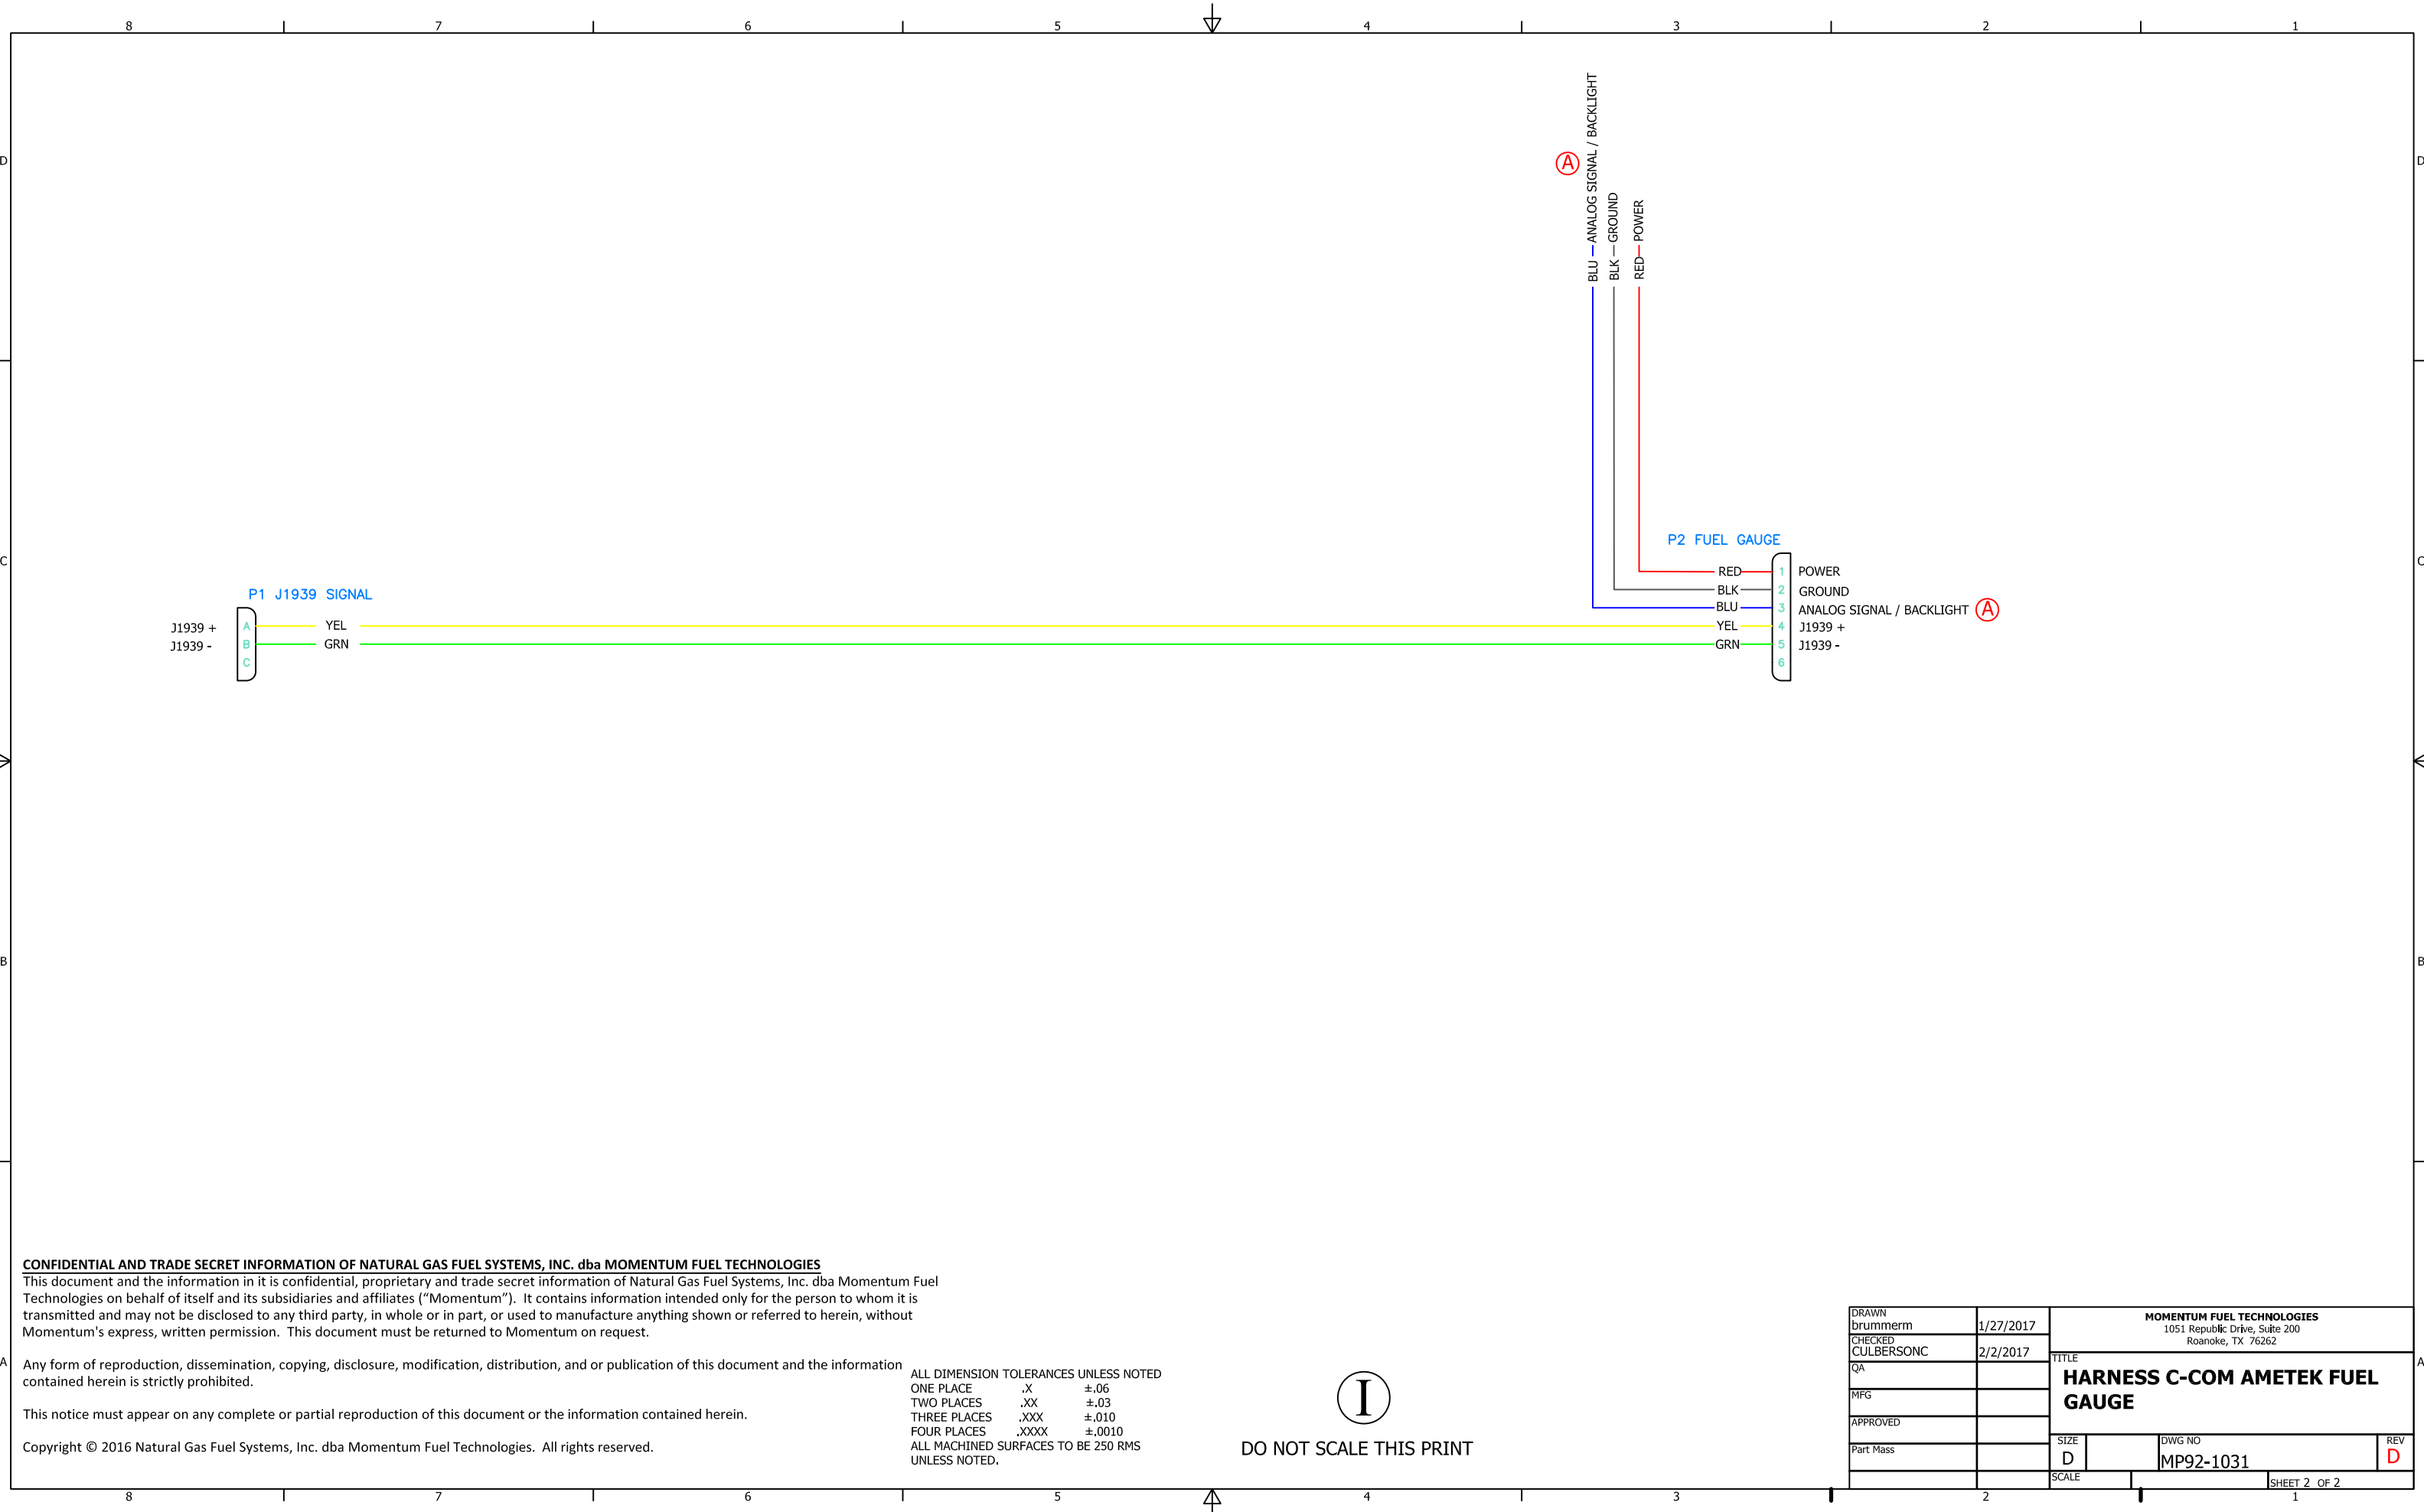 8 7 6 5 4 3 2 1
D D
C C
B B
A A
ANALOG SIGNAL / BACKLIGHT
GROUND
POWER
A
BLU
BLK
RED
P2 FUEL GAUGE
RED 1 POWER
BLK 2 GROUND
BLU 3 ANALOG SIGNAL / BACKLIGHT A
YEL 4 J1939 +
GRN 5 J1939 -
6
P1 J1939 SIGNAL
J1939 + A YEL
J1939 - B GRN
C
CONFIDENTIAL AND TRADE SECRET INFORMATION OF NATURAL GAS FUEL SYSTEMS, INC. dba MOMENTUM FUEL TECHNOLOGIES
This document and the information in it is confidential, proprietary and trade secret information of Natural Gas Fuel Systems, Inc. dba Momentum Fuel
Technologies on behalf of itself and its subsidiaries and affiliates (“Momentum”). It contains information intended only for the person to whom it is
transmitted and may not be disclosed to any third party, in whole or in part, or used to manufacture anything shown or referred to herein, without
Momentum's express, written permission. This document must be returned to Momentum on request.
Any form of reproduction, dissemination, copying, disclosure, modification, distribution, and or publication of this document and the information
contained herein is strictly prohibited.
This notice must appear on any complete or partial reproduction of this document or the information contained herein.
Copyright © 2016 Natural Gas Fuel Systems, Inc. dba Momentum Fuel Technologies. All rights reserved.
ALL DIMENSION TOLERANCES UNLESS NOTED
ONE PLACE .X ±.06
TWO PLACES .XX ±.03
THREE PLACES .XXX ±.010
FOUR PLACES .XXXX ±.0010
ALL MACHINED SURFACES TO BE 250 RMS
UNLESS NOTED.
I
DO NOT SCALE THIS PRINT
DRAWN
brummerm 1/27/2017
CHECKED
CULBERSONC 2/2/2017
QA
MFG
APPROVED
Part Mass
MOMENTUM FUEL TECHNOLOGIES
1051 Republic Drive, Suite 200
Roanoke, TX 76262
TITLE
HARNESS C-COM AMETEK FUEL
GAUGE
SIZE
D
DWG NO
MP92-1031
REV
D
SCALE
SHEET 2 OF 2
8 7 6 5 4 3 2 1